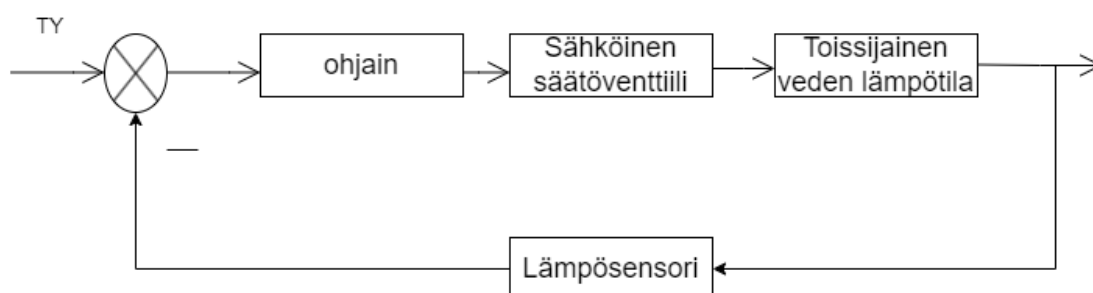 TY
ohjain
Sähköinen
säätöventtiili
Toissijainen
veden lämpötila
—
Lämpösensori